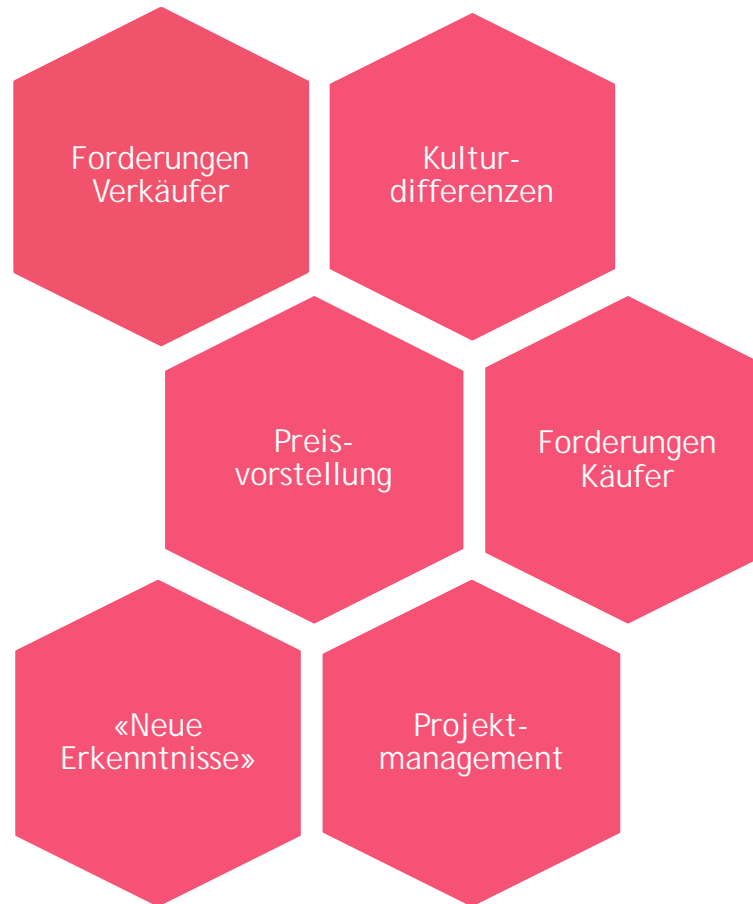 Forderungen
Verkäufer
Kultur-
differenzen
Preis-
vorstellung
Forderungen
Käufer
«Neue
Erkenntnisse»
Projekt-
management